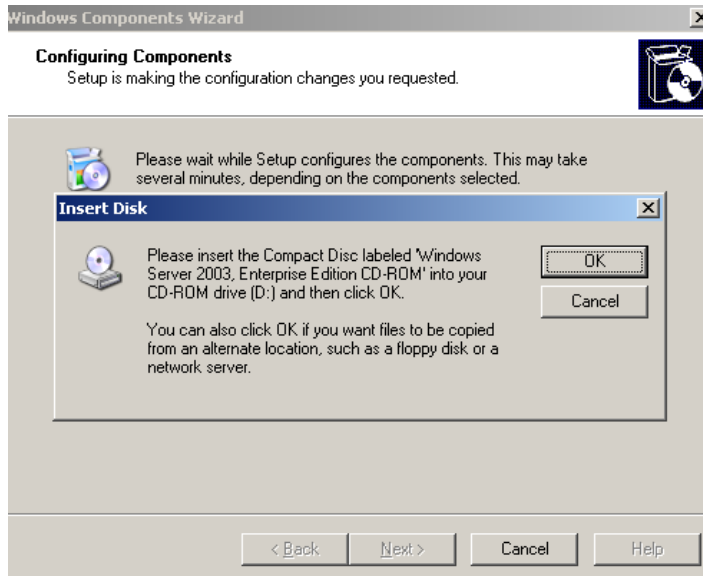 Windows Components Wizard
Configuring Components
Setup is making the configuration changes you requested.
Please wait while Setup configures the components. This may take
several minutes, depending on the components selected.
Insert Disk
Please insert the Compact Disc labeled 'Windows
Server 2003, Enterprise Edition CD-ROM' into your
CD-ROM drive (D:) and then click OK.
You can also click OK if you want files to be copied
from an alternate location, such as a floppy disk or a
network server.
OK
Cancel
< Back
Next >
Cancel
Help